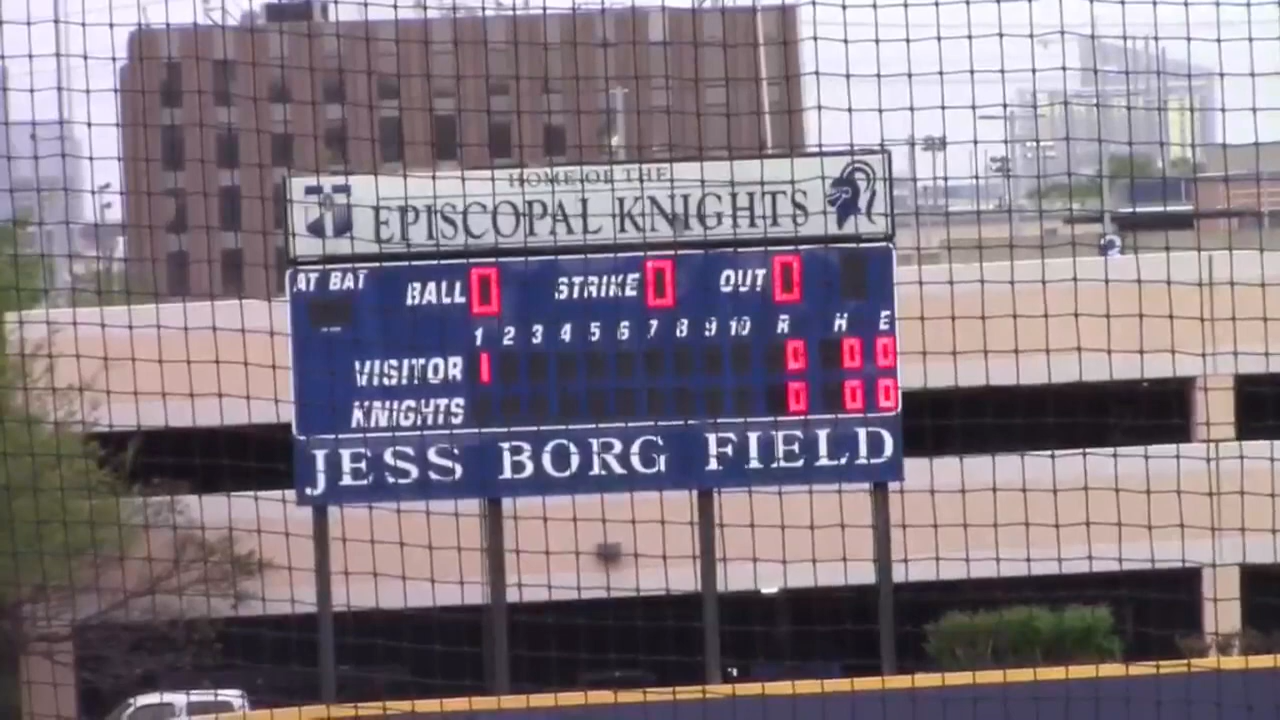 HOME OF THE
EPISCOPAL KNIGHTS
AT BAT BALL 0 STRIKE 0 OUT 0
1 2 3 4 5 6 7 8 9 10 R H E
VISITOR 1 0 0 0
KNIGHTS 0 0 0
JESS BORG FIELD